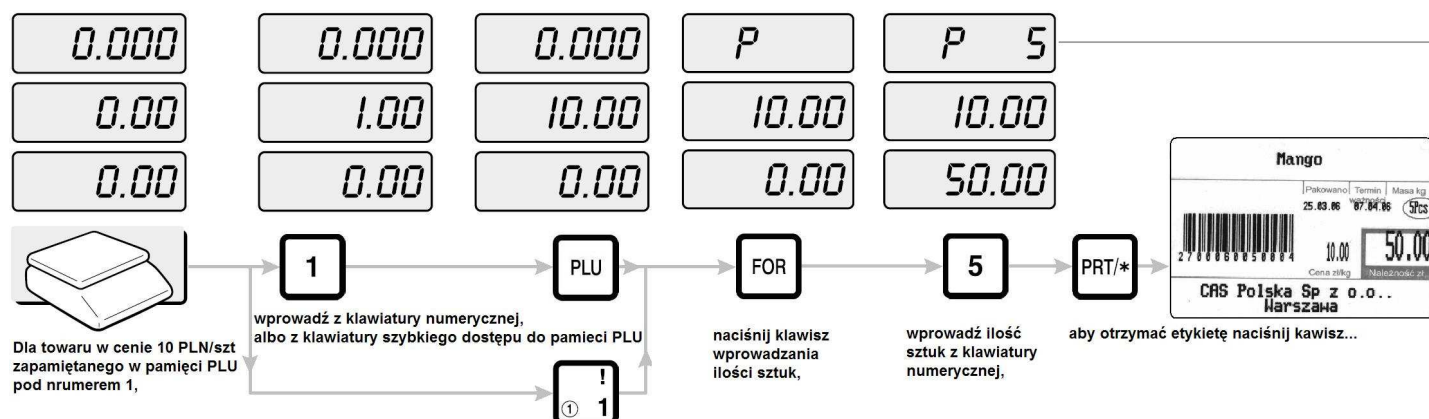 0.000 0.000 0.000 P P 5
0.00 1.00 10.00 10.00 10.00
0.00 0.00 0.00 0.00 50.00
Mango
Pakowano Termin ważności Masa kg
25.03.06 07.04.06 5Pcs
10.00 50.00
2700060050004
Cena zł/kg Należność zł
CAS Polska Sp z o.o..
Warszawa
1 PLU FOR 5 PRT/*
Dla towaru w cenie 10 PLN/szt
zapamiętanego w pamięci PLU
pod nrumerem 1,
wprowadź z klawiatury numerycznej,
albo z klawiatury szybkiego dostępu do pamieci PLU
! 
① 1
naciśnij klawisz
wprowadzania
ilości sztuk,
wprowadź ilość
sztuk z klawiatury
numerycznej,
aby otrzymać etykietę naciśnij kawisz...